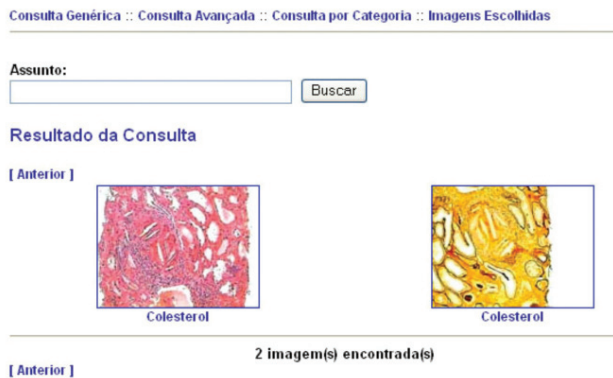 Consulta Genérica :: Consulta Avançada :: Consulta por Categoria :: Imagens Escolhidas
Assunto:
Buscar
Resultado da Consulta
[ Anterior ]
Colesterol Colesterol
2 imagem(s) encontrada(s)
[ Anterior ]